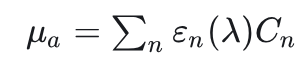 μₐ = ∑ₙ εₙ(λ)Cₙ